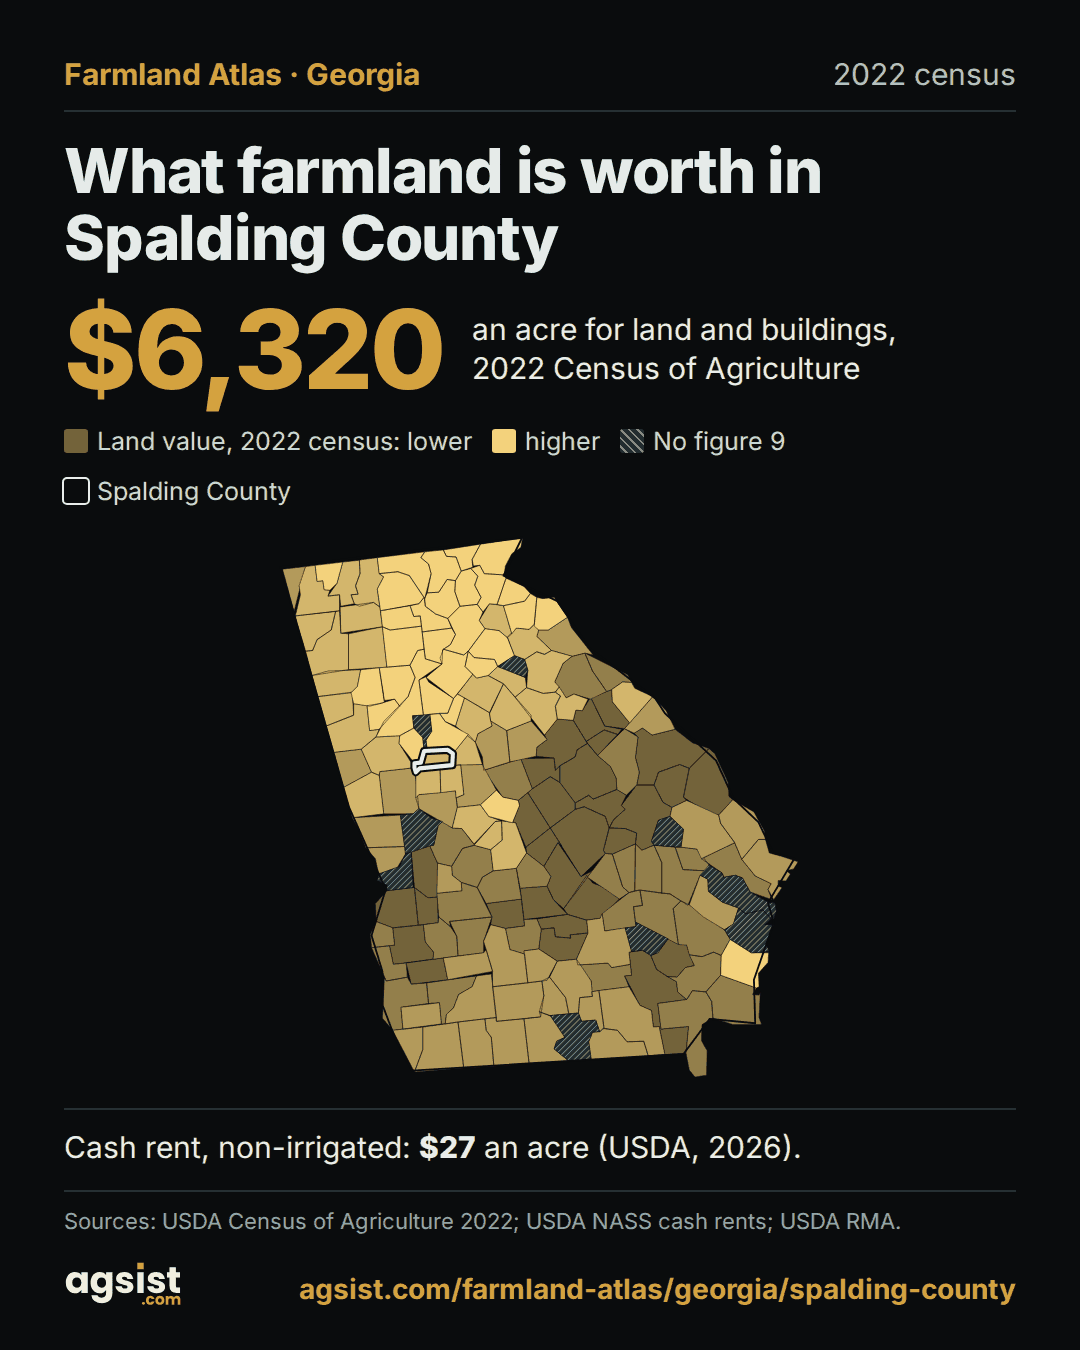 Farmland Atlas · Georgia
2022 census
What farmland is worth in
Spalding County
$6,320
an acre for land and buildings,
2022 Census of Agriculture
Land value, 2022 census: lower
higher
No figure 9
Spalding County
Cash rent, non-irrigated: $27 an acre (USDA, 2026).
Sources: USDA Census of Agriculture 2022; USDA NASS cash rents; USDA RMA.
agsist
.com
agsist.com/farmland-atlas/georgia/spalding-county